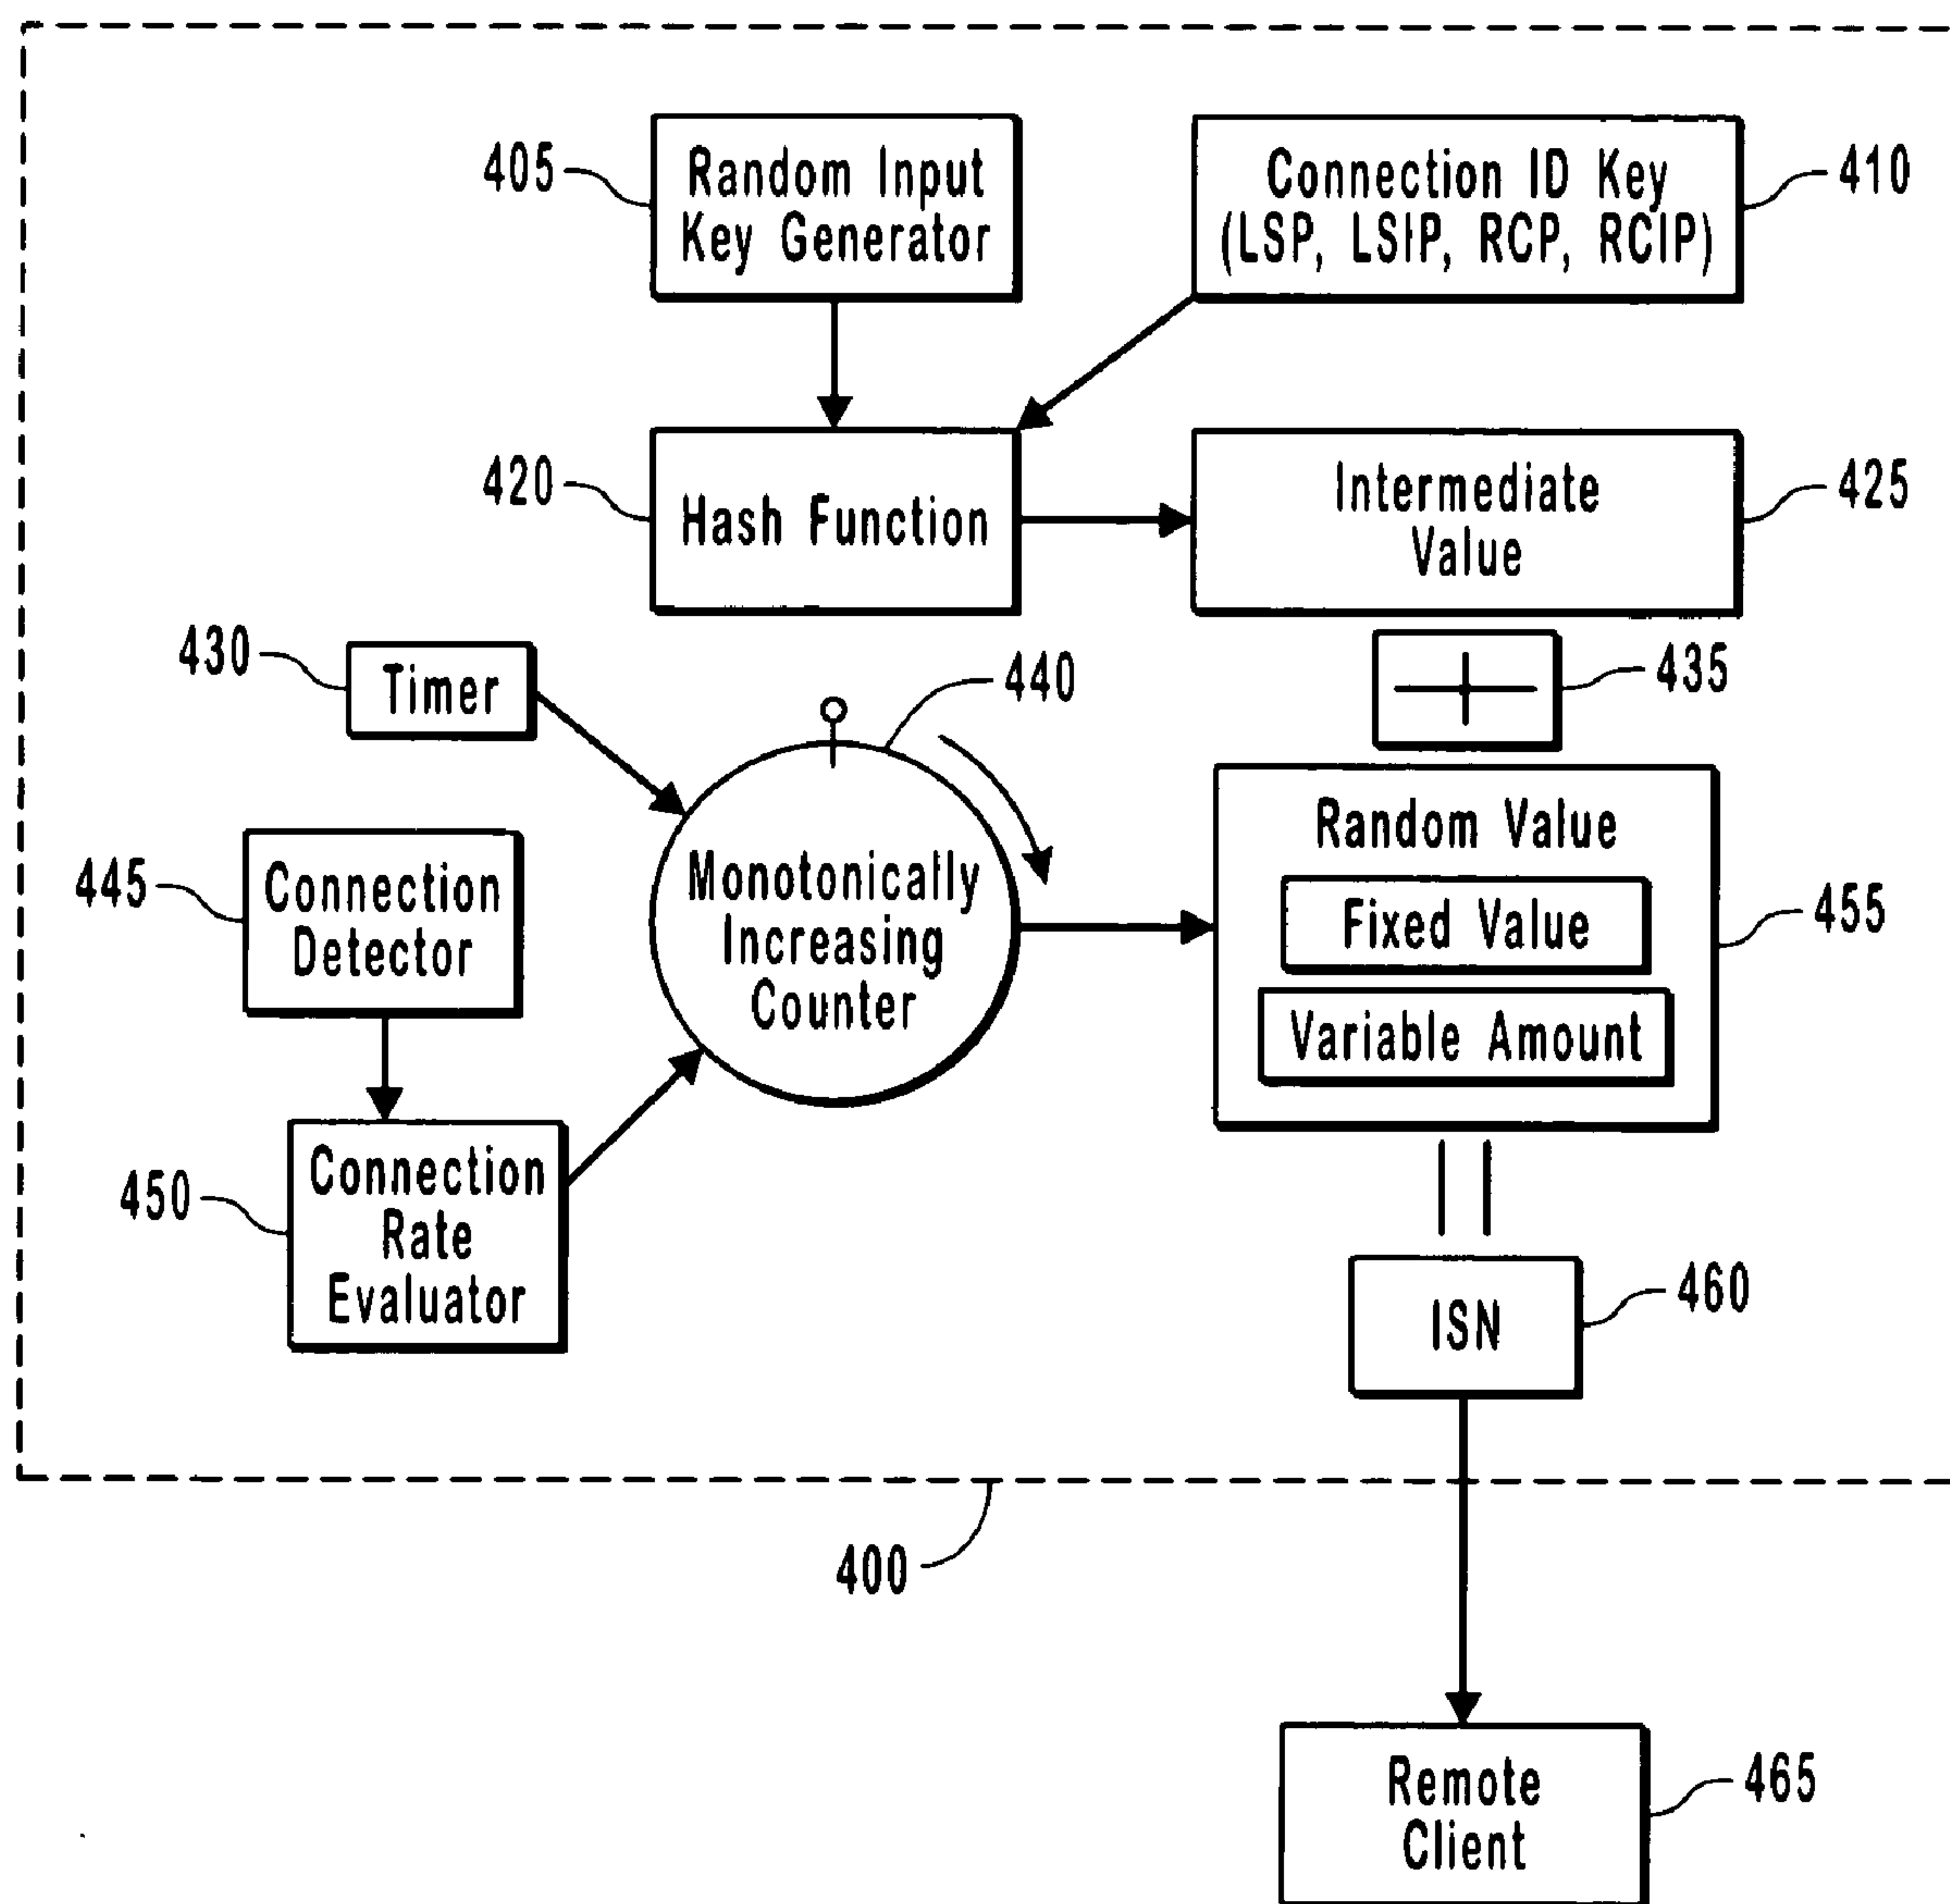 405
Random Input
Key Generator
Connection ID Key
(LSP, LSIP, RCP, RCIP)
410
420
Hash Function
Intermediate
Value
425
430
Timer
440
435
445
Connection
Detector
Monotonically
Increasing
Counter
Random Value
Fixed Value
Variable Amount
455
450
Connection
Rate
Evaluator
ISN
460
400
Remote
Client
465